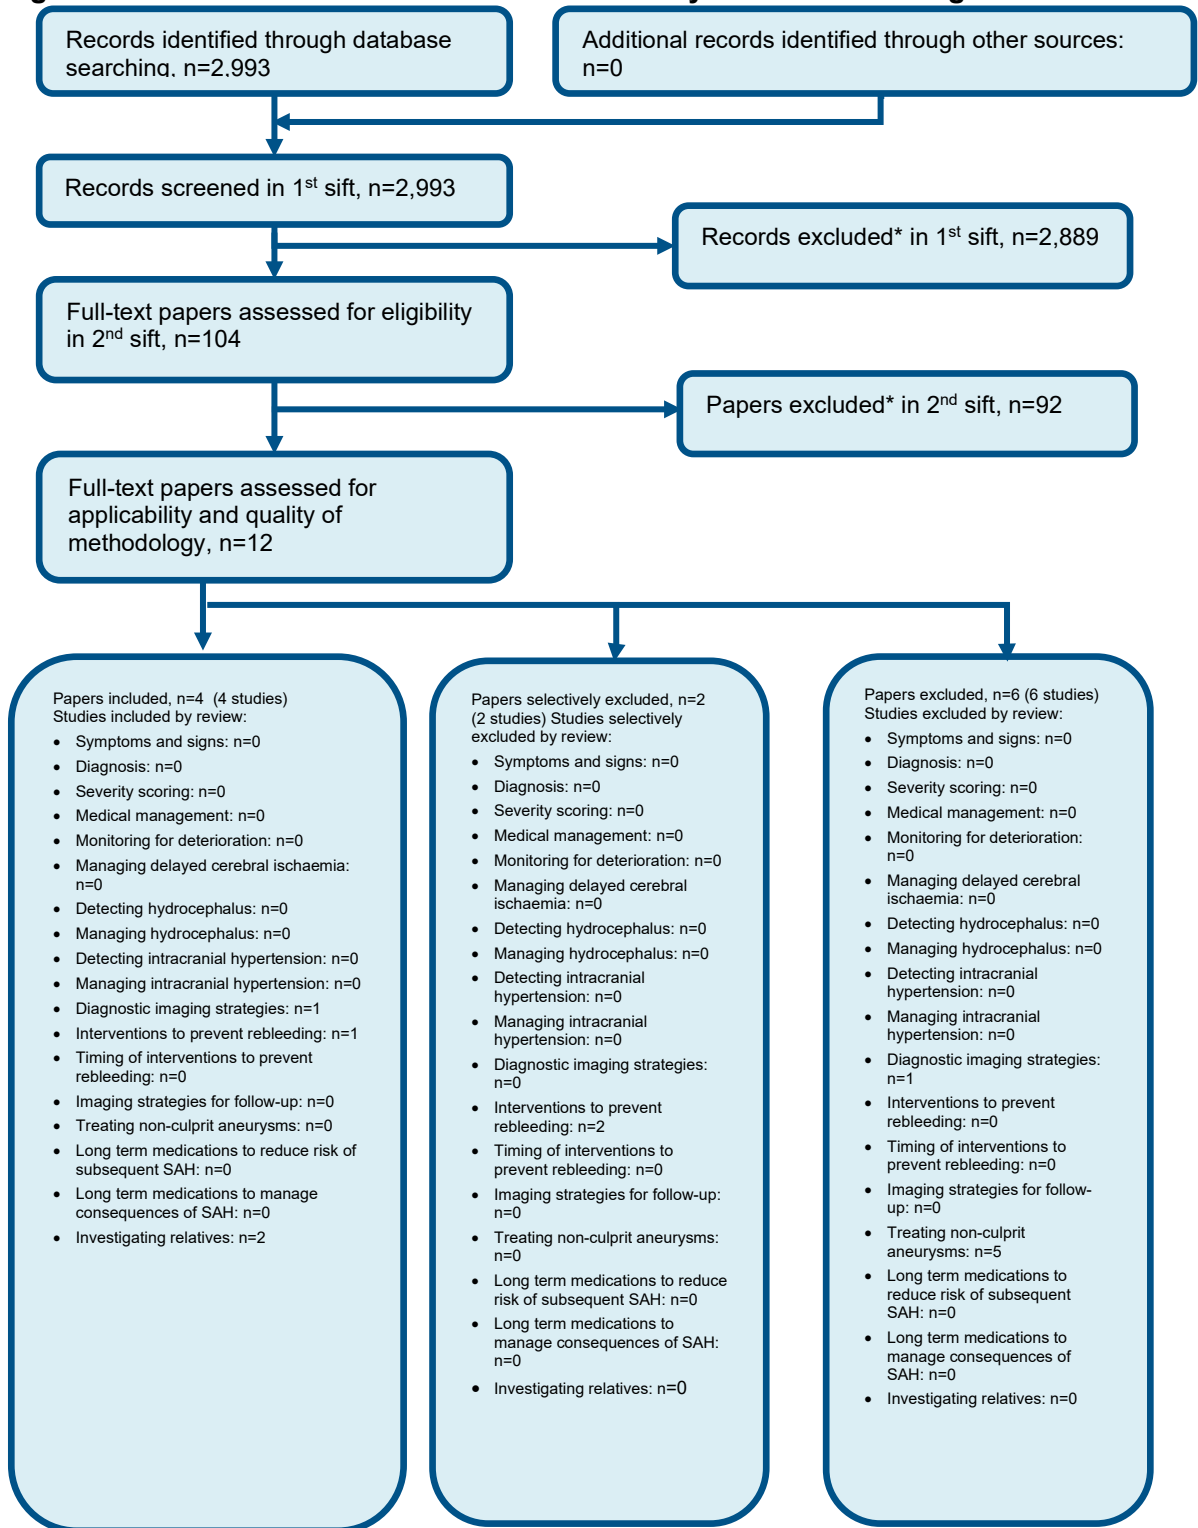 Records identified through database
searching, n=2,993
Additional records identified through other sources:
n=0
Records screened in 1st sift, n=2,993
Records excluded* in 1st sift, n=2,889
Full-text papers assessed for eligibility
in 2nd sift, n=104
Papers excluded* in 2nd sift, n=92
Full-text papers assessed for
applicability and quality of
methodology, n=12
Papers included, n=4 (4 studies)
Studies included by review:
• Symptoms and signs: n=0
• Diagnosis: n=0
• Severity scoring: n=0
• Medical management: n=0
• Monitoring for deterioration: n=0
• Managing delayed cerebral ischaemia:
n=0
• Detecting hydrocephalus: n=0
• Managing hydrocephalus: n=0
• Detecting intracranial hypertension: n=0
• Managing intracranial hypertension: n=0
• Diagnostic imaging strategies: n=1
• Interventions to prevent rebleeding: n=1
• Timing of interventions to prevent
rebleeding: n=0
• Imaging strategies for follow-up: n=0
• Treating non-culprit aneurysms: n=0
• Long term medications to reduce risk of
subsequent SAH: n=0
• Long term medications to manage
consequences of SAH: n=0
• Investigating relatives: n=2
Papers selectively excluded, n=2
(2 studies) Studies selectively
excluded by review:
• Symptoms and signs: n=0
• Diagnosis: n=0
• Severity scoring: n=0
• Medical management: n=0
• Monitoring for deterioration: n=0
• Managing delayed cerebral
ischaemia: n=0
• Detecting hydrocephalus: n=0
• Managing hydrocephalus: n=0
• Detecting intracranial
hypertension: n=0
• Managing intracranial
hypertension: n=0
• Diagnostic imaging strategies:
n=0
• Interventions to prevent
rebleeding: n=2
• Timing of interventions to
prevent rebleeding: n=0
• Imaging strategies for follow-up:
n=0
• Treating non-culprit aneurysms:
n=0
• Long term medications to reduce
risk of subsequent SAH: n=0
• Long term medications to
manage consequences of SAH:
n=0
• Investigating relatives: n=0
Papers excluded, n=6 (6 studies)
Studies excluded by review:
• Symptoms and signs: n=0
• Diagnosis: n=0
• Severity scoring: n=0
• Medical management: n=0
• Monitoring for deterioration:
n=0
• Managing delayed cerebral
ischaemia: n=0
• Detecting hydrocephalus: n=0
• Managing hydrocephalus: n=0
• Detecting intracranial
hypertension: n=0
• Managing intracranial
hypertension: n=0
• Diagnostic imaging strategies:
n=1
• Interventions to prevent
rebleeding: n=0
• Timing of interventions to
prevent rebleeding: n=0
• Imaging strategies for follow-
up: n=0
• Treating non-culprit
aneurysms: n=5
• Long term medications to
reduce risk of subsequent
SAH: n=0
• Long term medications to
manage consequences of
SAH: n=0
• Investigating relatives: n=0